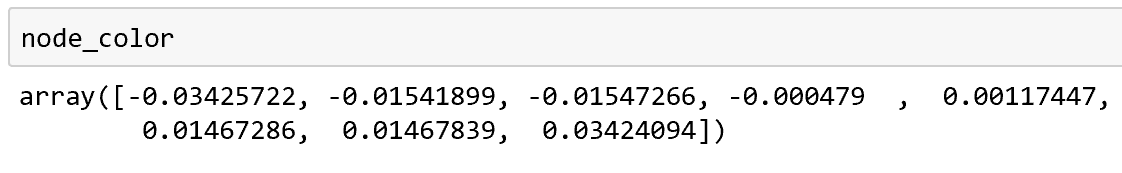 node_color
array([-0.03425722, -0.01541899, -0.01547266, -0.000479  ,  0.00117447,
        0.01467286,  0.01467839,  0.03424094])